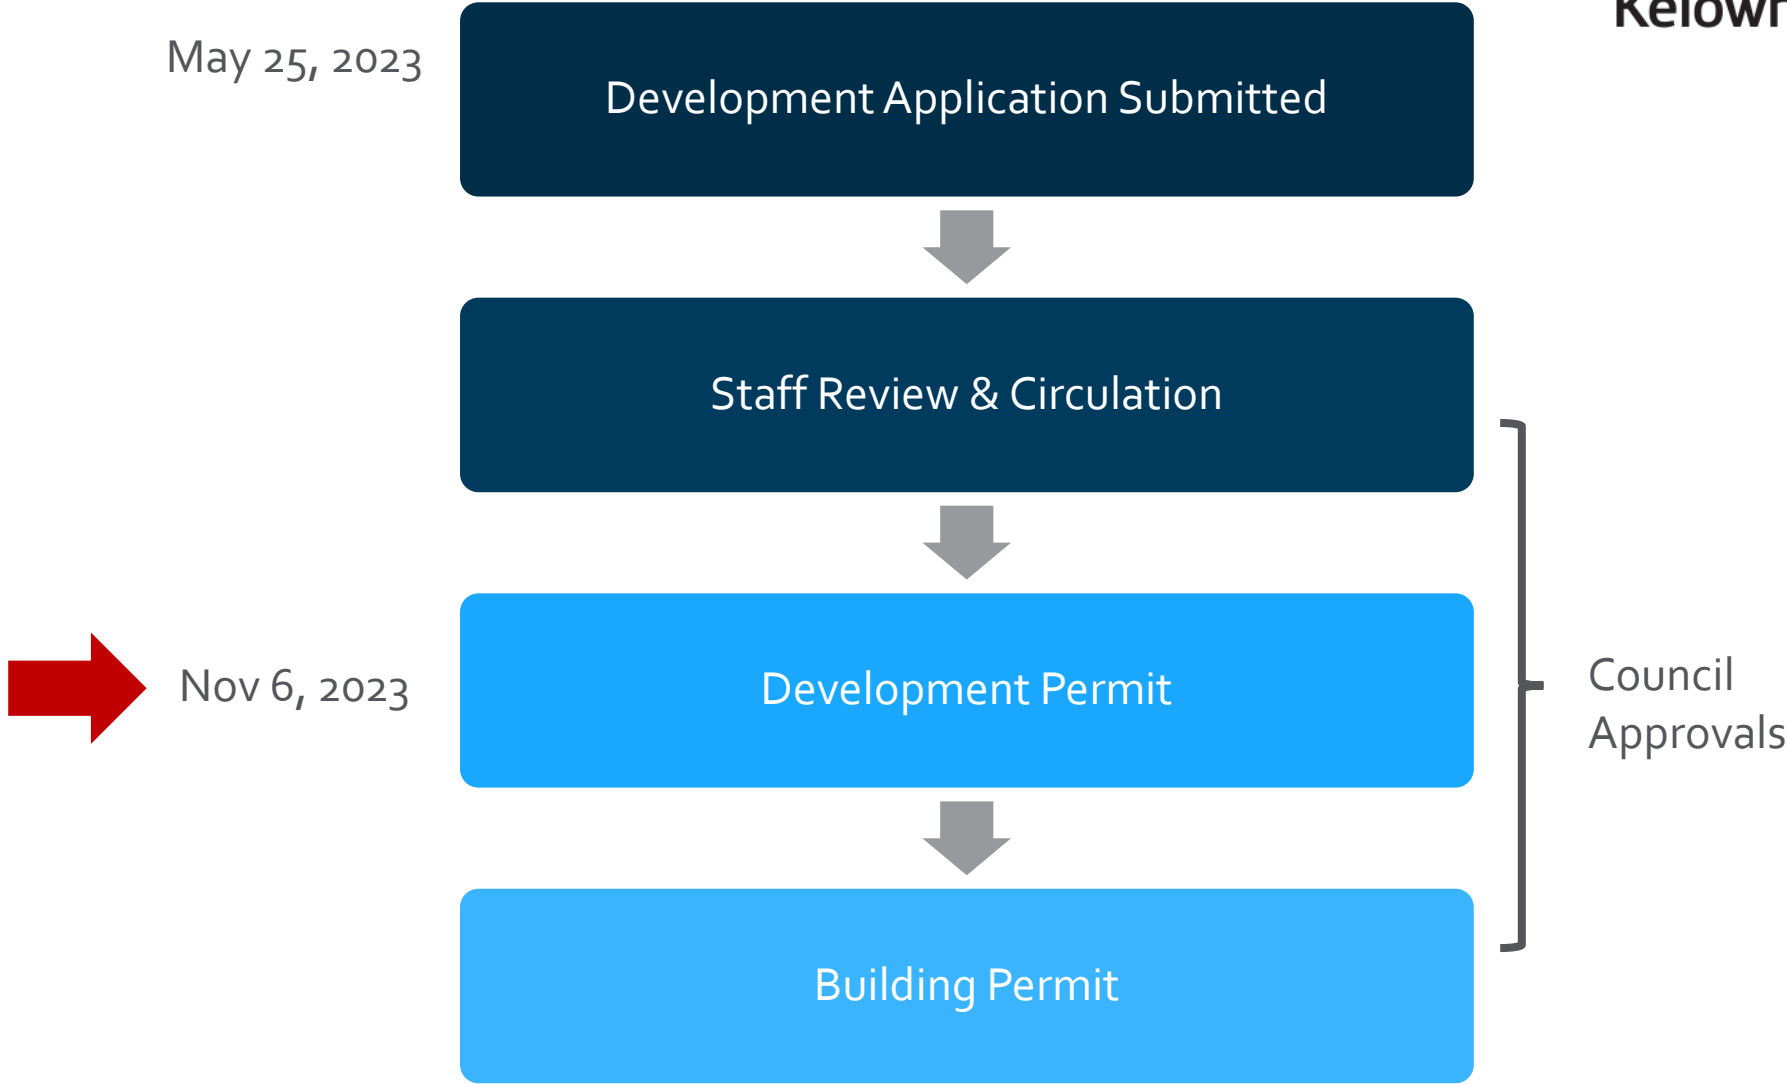 May 25, 2023
Development Application Submitted
Staff Review & Circulation
Nov 6, 2023
Development Permit
Council
Approvals
Building Permit